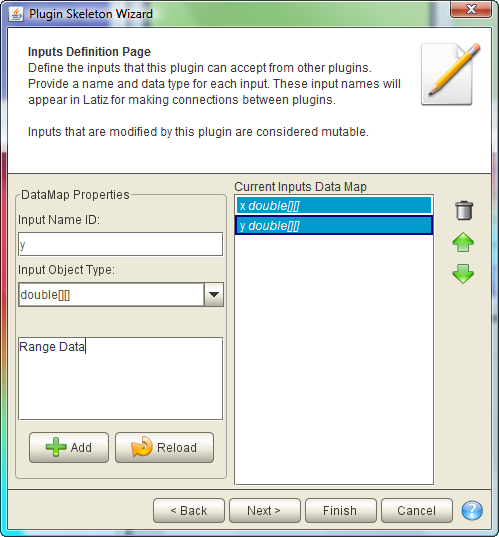 Plugin Skeleton Wizard
Inputs Definition Page
Define the inputs that this plugin can accept from other plugins.
Provide a name and data type for each input. These input names will
appear in Latiz for making connections between plugins.
Inputs that are modified by this plugin are considered mutable.
DataMap Properties
Input Name ID:
y
Input Object Type:
double[][]
Range Data
Add
Reload
Current Inputs Data Map
x double[][]
y double[][]
< Back
Next >
Finish
Cancel
?